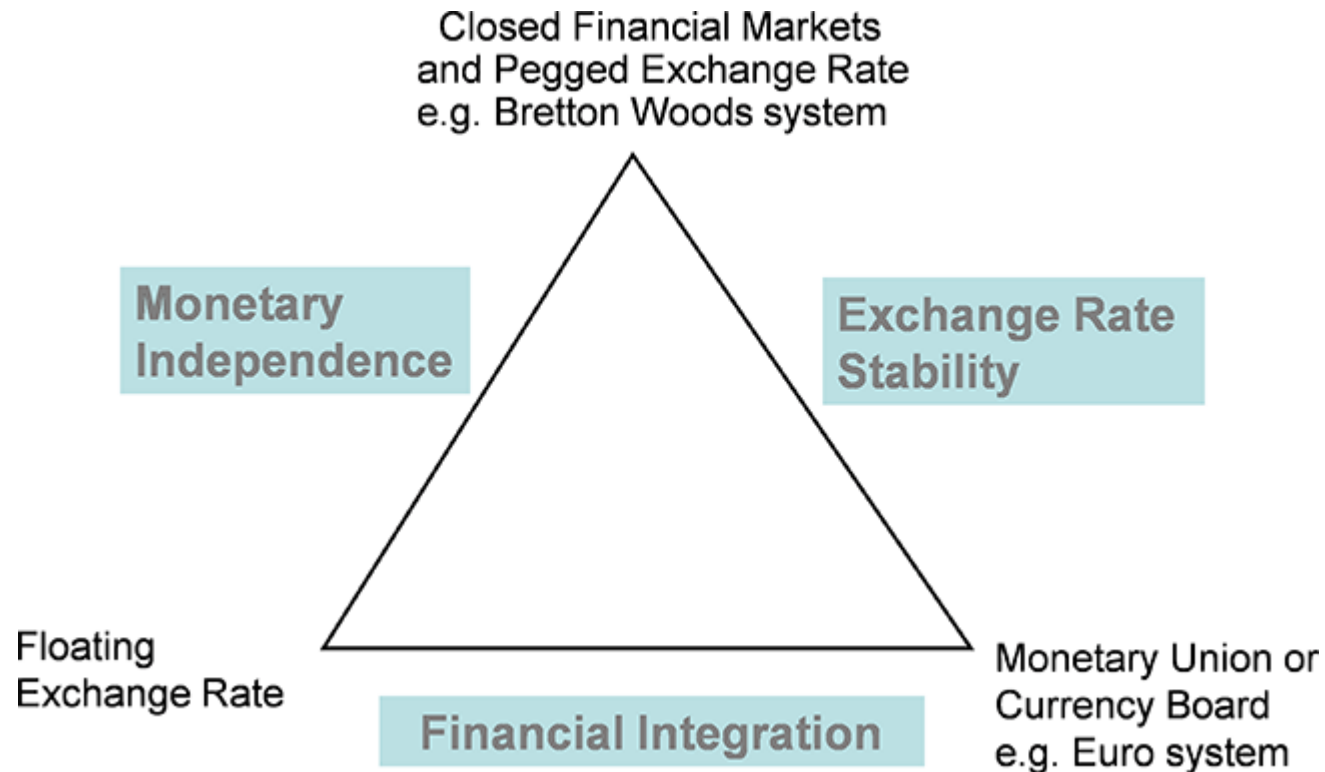 Closed Financial Markets
and Pegged Exchange Rate
e.g. Bretton Woods system
Monetary
Independence
Exchange Rate
Stability
Floating
Exchange Rate
Financial Integration
Monetary Union or
Currency Board
e.g. Euro system